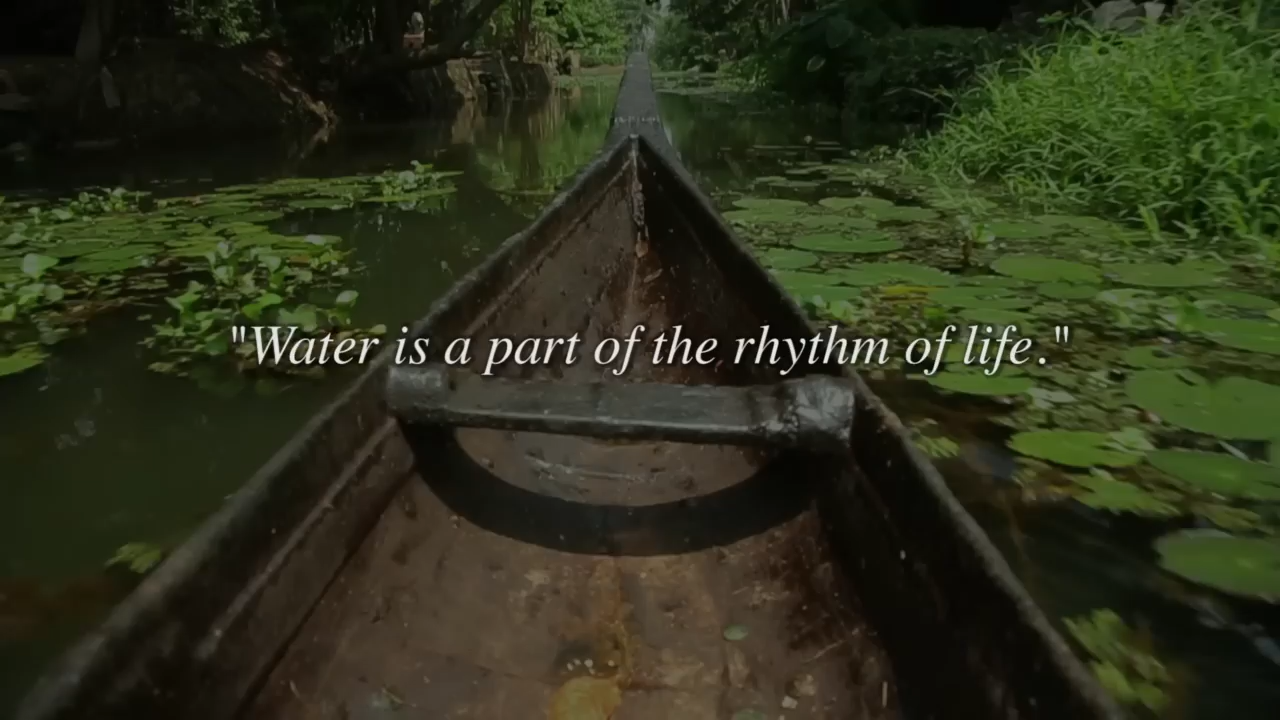 "Water is a part of the rhythm of life."